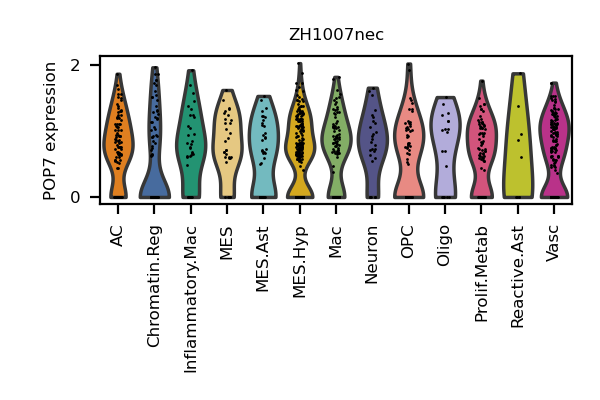 ZH1007nec
POP7 expression
2
0
AC
Chromatin.Reg
Inflammatory.Mac
MES
MES.Ast
MES.Hyp
Mac
Neuron
OPC
Oligo
Prolif.Metab
Reactive.Ast
Vasc